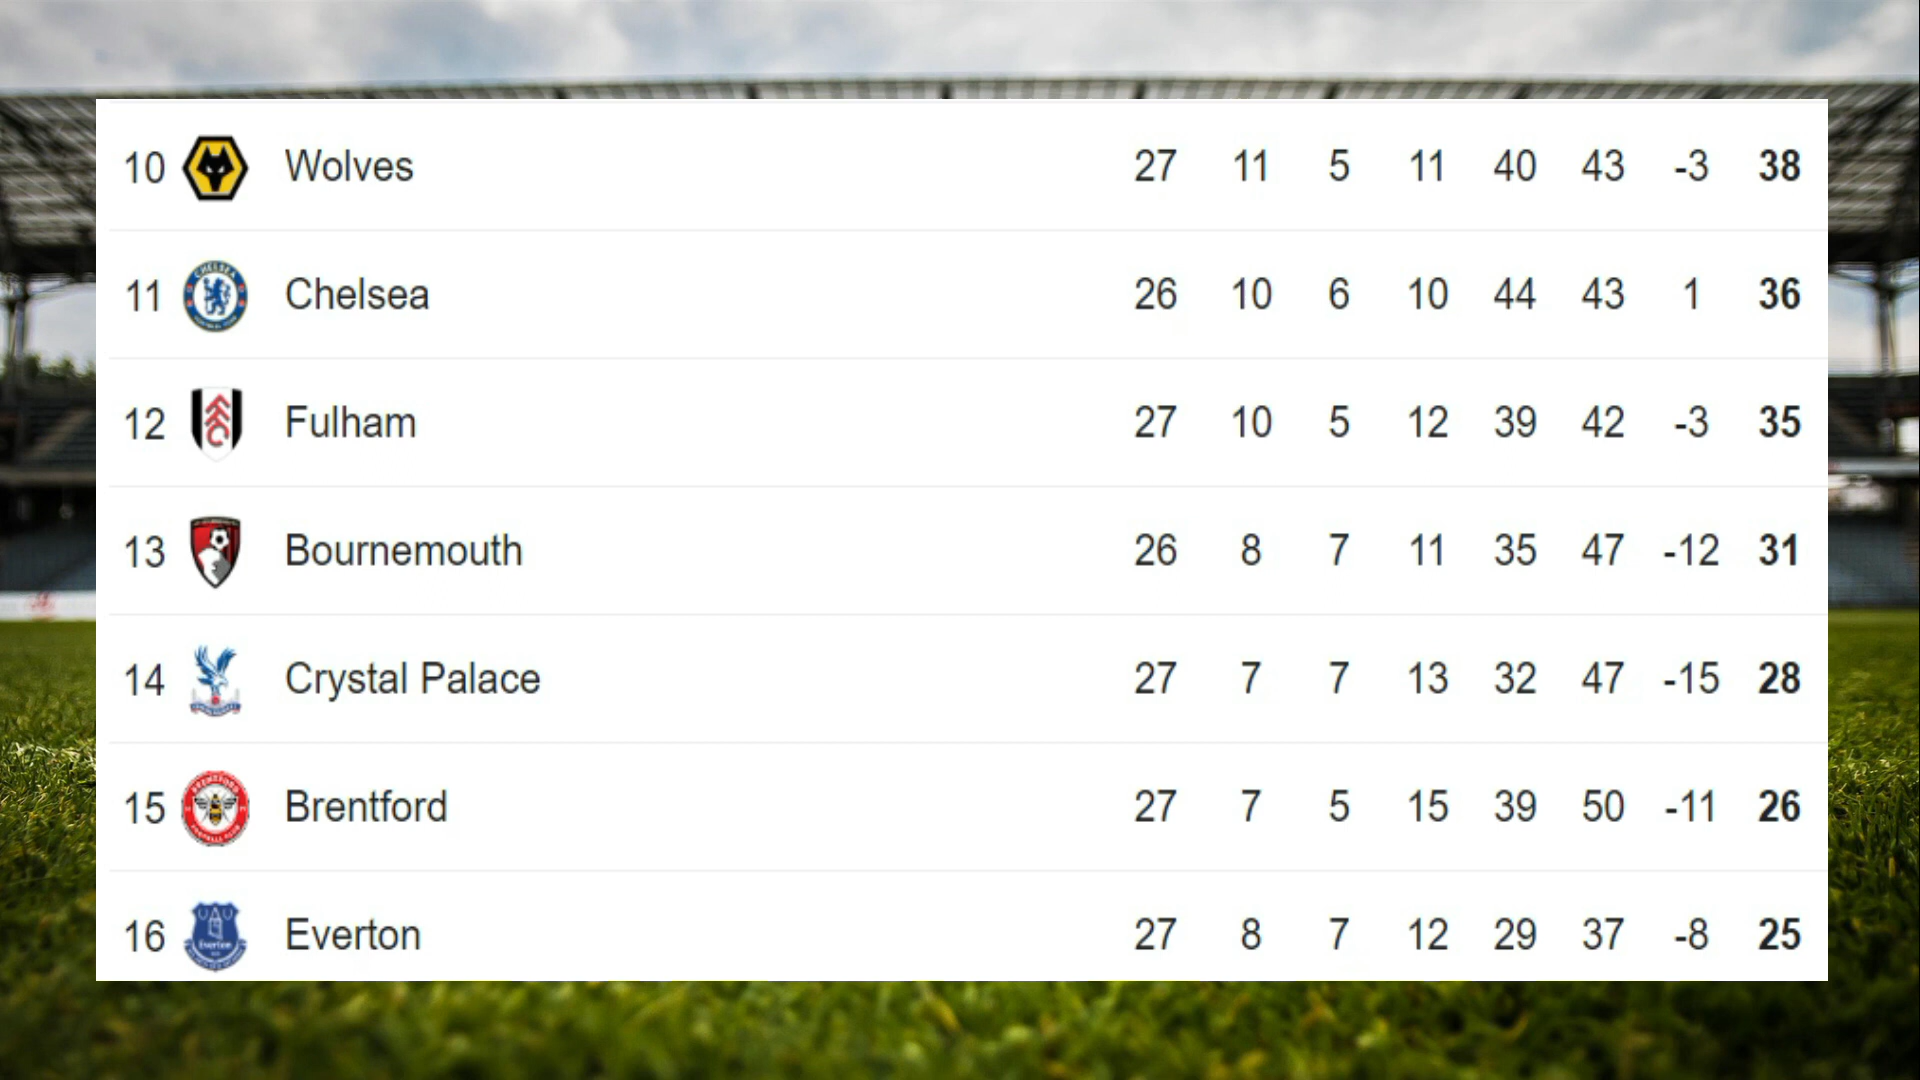 10 Wolves 27 11 5 11 40 43 -3 38
11 Chelsea 26 10 6 10 44 43 1 36
12 Fulham 27 10 5 12 39 42 -3 35
13 Bournemouth 26 8 7 11 35 47 -12 31
14 Crystal Palace 27 7 7 13 32 47 -15 28
15 Brentford 27 7 5 15 39 50 -11 26
16 Everton 27 8 7 12 29 37 -8 25